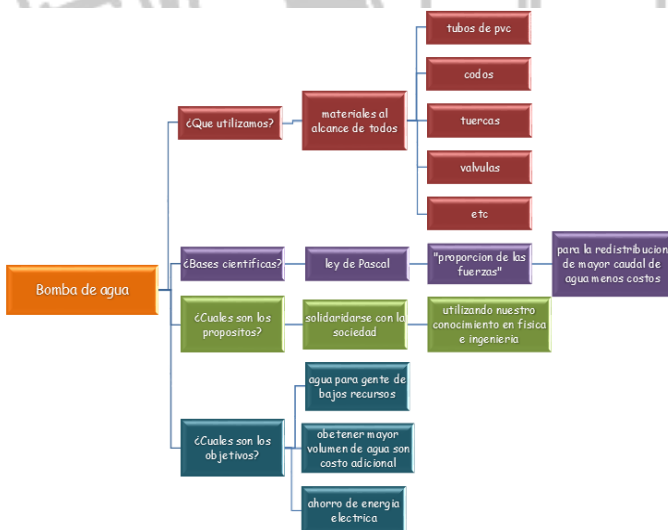 Bomba de agua
¿Que utilizamos?
materiales al
alcance de todos
tubos de pvc
codos
tuercas
valvulas
etc
¿Bases cientificas?
ley de Pascal
"proporcion de las
fuerzas"
para la redistribucion
de mayor caudal de
agua menos costos
¿Cuales son los
propositos?
solidaridarse con la
sociedad
utilizando nuestro
conocimiento en fisica
e ingenieria
¿Cuales son los
objetivos?
agua para gente de
bajos recursos
obetener mayor
volumen de agua son
costo adicional
ahorro de energia
electrica